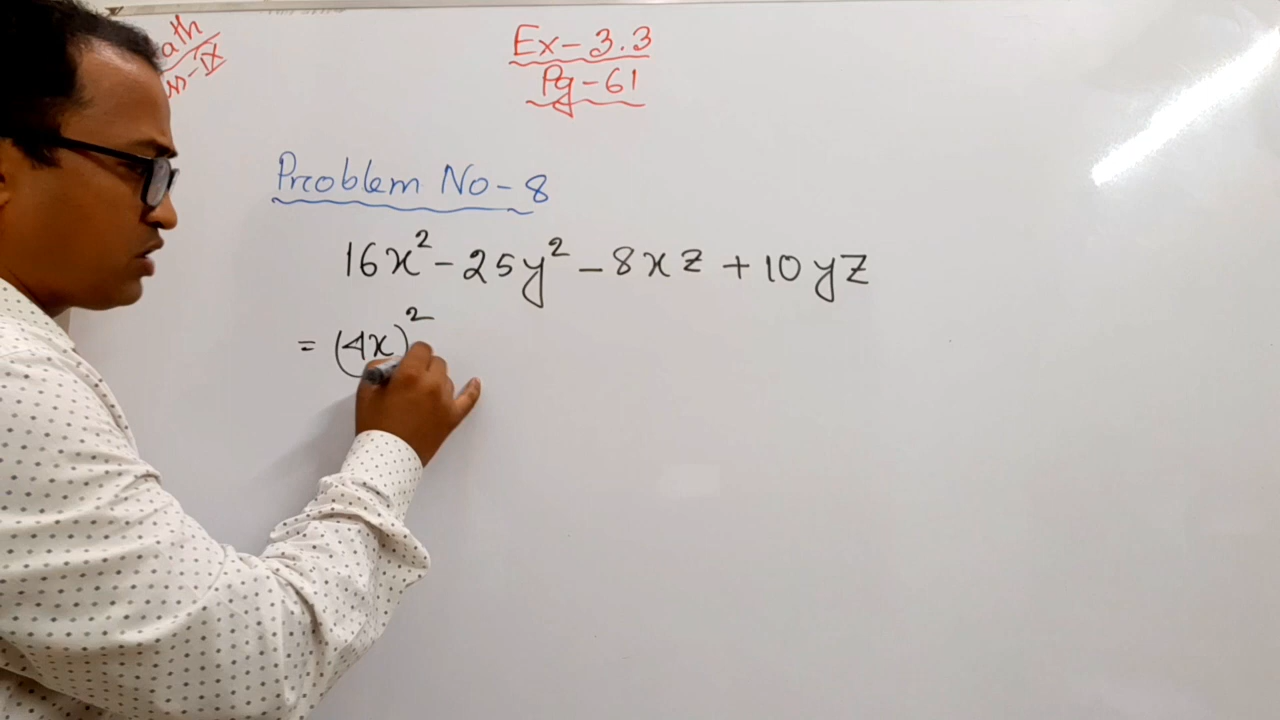 Ex-3.3
Pg-61
Problem No-8
16x² - 25y² - 8xz + 10yz
= (4x)²